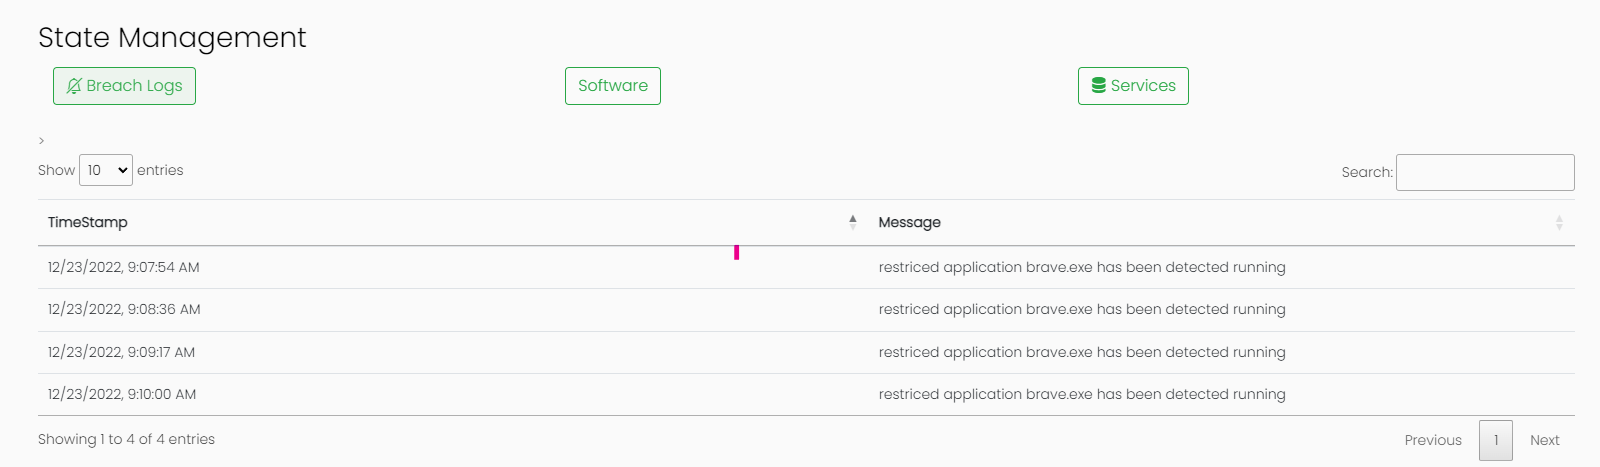 State Management
Breach Logs Software Services
>
Show 10 entries Search:
TimeStamp Message
12/23/2022, 9:07:54 AM restriced application brave.exe has been detected running
12/23/2022, 9:08:36 AM restriced application brave.exe has been detected running
12/23/2022, 9:09:17 AM restriced application brave.exe has been detected running
12/23/2022, 9:10:00 AM restriced application brave.exe has been detected running
Showing 1 to 4 of 4 entries Previous 1 Next